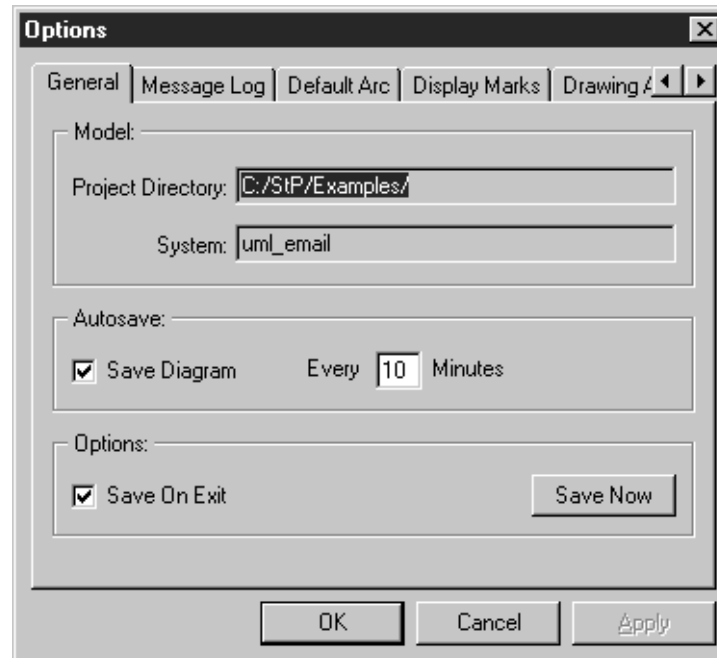 Options
General Message Log Default Arc Display Marks Drawing
Model:
Project Directory: C:/StP/Examples/
System: uml_email
Autosave:
Save Diagram Every 10 Minutes
Options:
Save On Exit Save Now
OK Cancel Apply